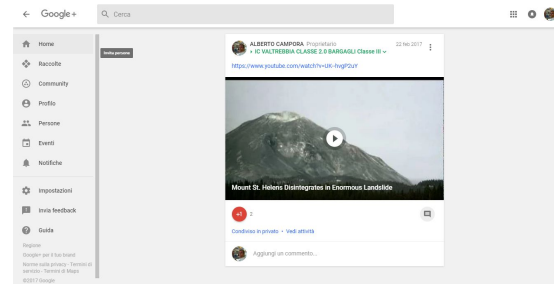 Google+
Cerca
Home
Invita persone
Raccolte
Community
Profilo
Persone
Eventi
Notifiche
Impostazioni
Invia feedback
Guida
Regioner
Google+ per il tuo brand
Norme sulla privacy - Termini di
servizio - Termini di Maps
©2017 Google
ALBERTO CAMPORA Proprietario
22 feb 2017
IC VALTREBBIA CLASSE 2.0 BARGAGLI Classe III
https://www.youtube.com/watch?v=UK--hvgP2uY
Mount St. Helens Disintegrates in Enormous Landslide
+1 2
Condiviso in privato • Vedi attività
Aggiungi un commento...